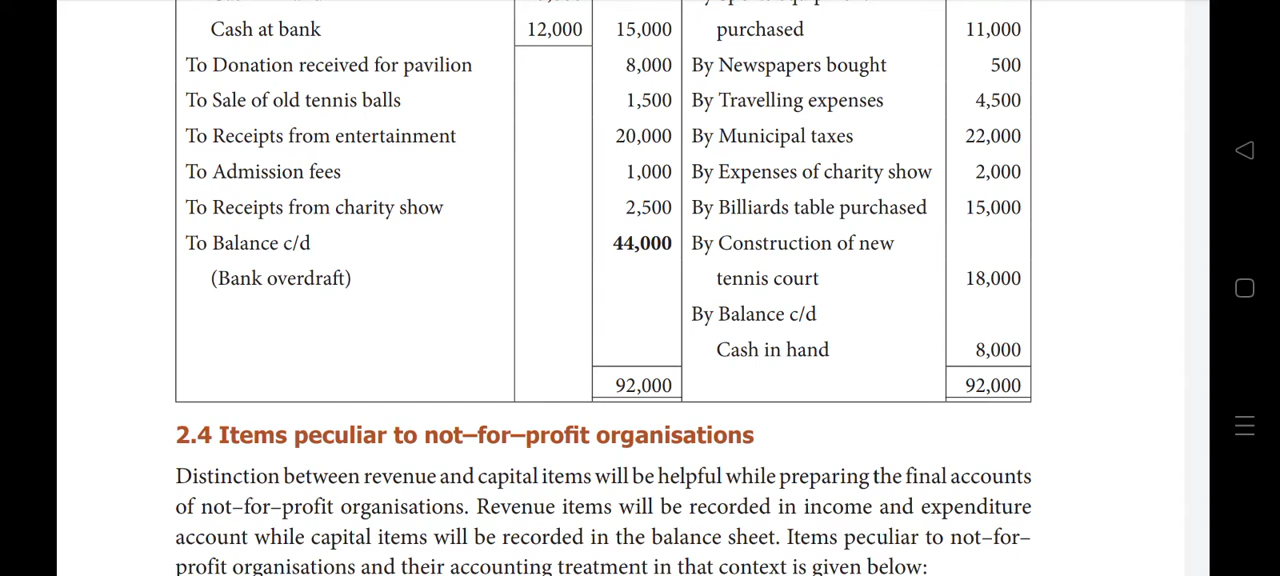 Cash at bank 12,000 15,000 purchased 11,000
To Donation received for pavilion 8,000 By Newspapers bought 500
To Sale of old tennis balls 1,500 By Travelling expenses 4,500
To Receipts from entertainment 20,000 By Municipal taxes 22,000
To Admission fees 1,000 By Expenses of charity show 2,000
To Receipts from charity show 2,500 By Billiards table purchased 15,000
To Balance c/d 44,000 By Construction of new
(Bank overdraft) tennis court 18,000
By Balance c/d
Cash in hand 8,000
92,000 92,000
2.4 Items peculiar to not–for–profit organisations
Distinction between revenue and capital items will be helpful while preparing the final accounts
of not–for–profit organisations. Revenue items will be recorded in income and expenditure
account while capital items will be recorded in the balance sheet. Items peculiar to not–for–
profit organisations and their accounting treatment in that context is given below: